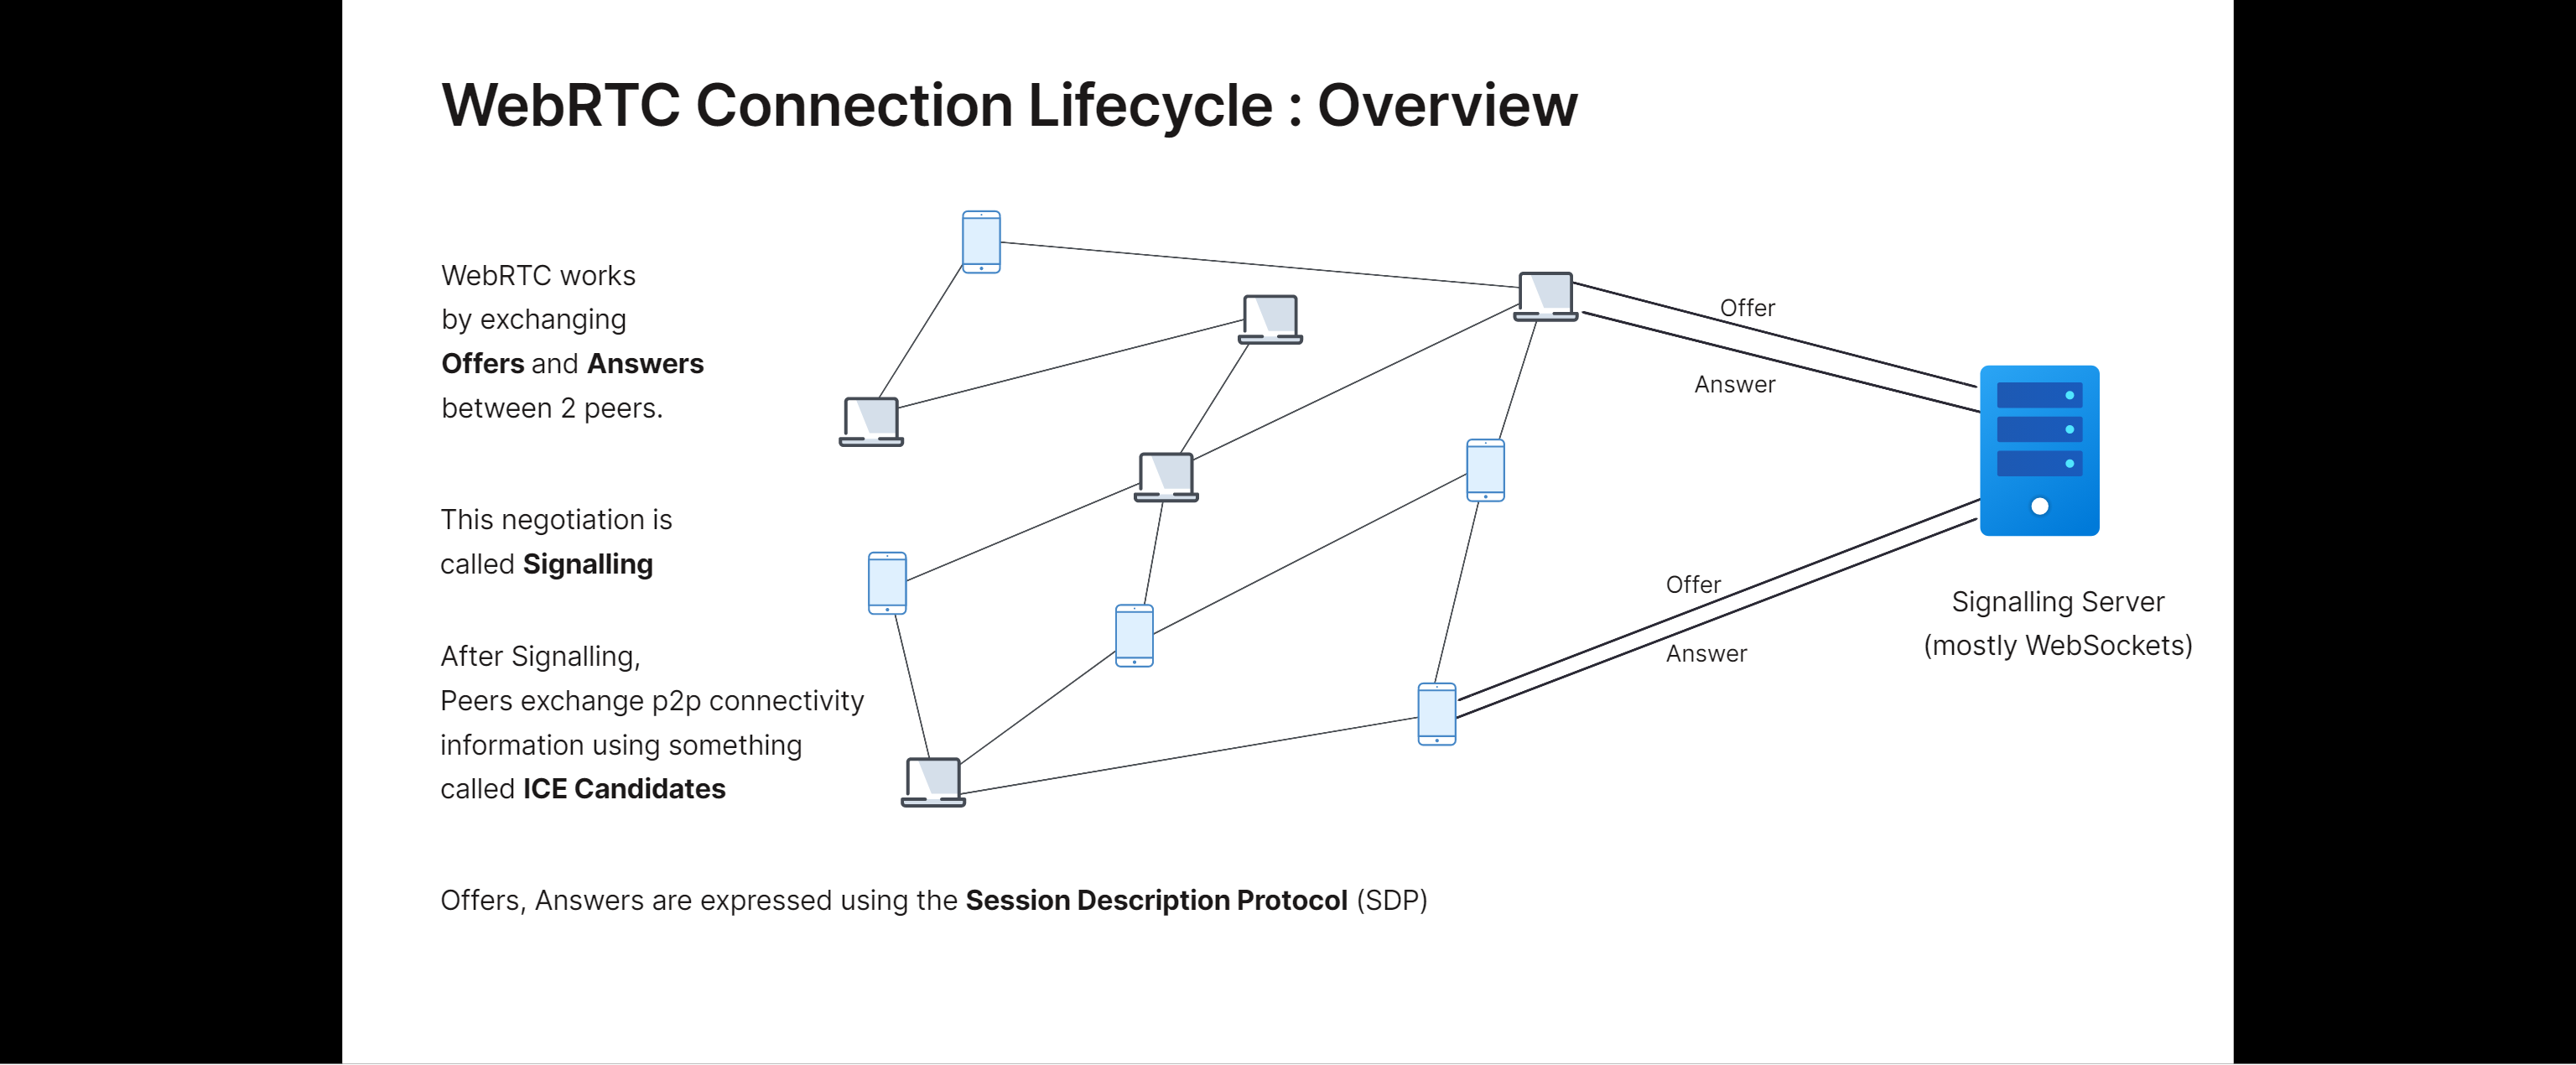 WebRTC Connection Lifecycle : Overview
WebRTC works
by exchanging
Offers and Answers
between 2 peers.
This negotiation is
called Signalling
After Signalling,
Peers exchange p2p connectivity
information using something
called ICE Candidates
Offer
Answer
Offer
Answer
Signalling Server
(mostly WebSockets)
Offers, Answers are expressed using the Session Description Protocol (SDP)